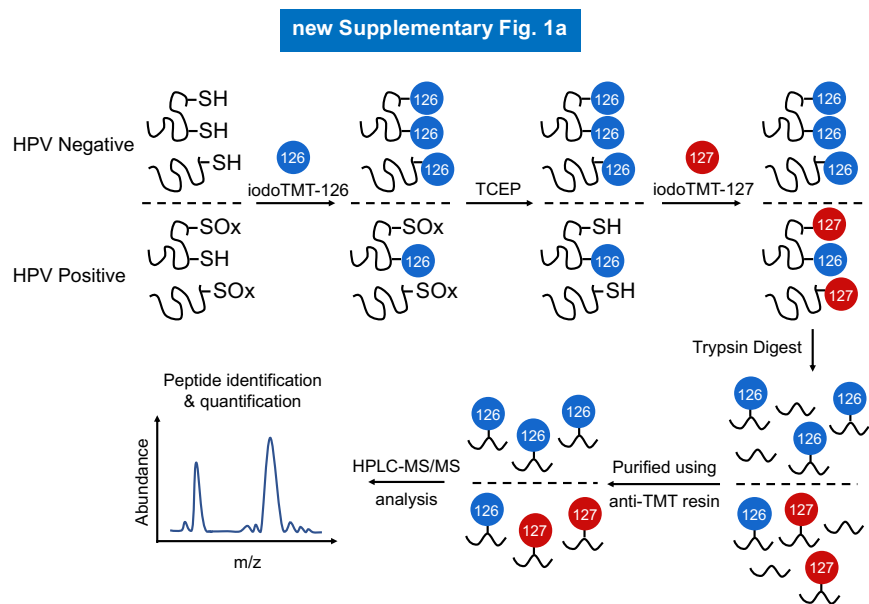 new Supplementary Fig. 1a
HPV Negative
SH
SH
SH
126
iodoTMT-126
126
126
126
TCEP
126
126
126
127
iodoTMT-127
126
126
126
HPV Positive
SOx
SH
SOx
SOx
126
SOx
SH
126
SH
127
126
127
Trypsin Digest
126
126
126
126
127
127
Purified using
anti-TMT resin
126
126
126
126
127
127
HPLC-MS/MS
analysis
Peptide identification
& quantification
Abundance
m/z